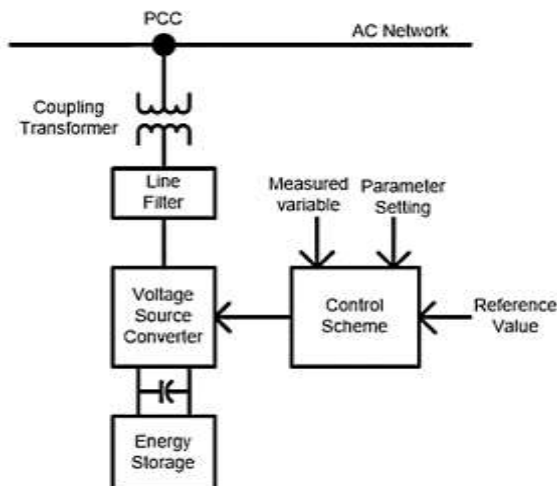 PCC
AC Network
Coupling
Transformer
Line
Filter
Measured
variable
Parameter
Setting
Voltage
Source
Converter
Control
Scheme
Reference
Value
Energy
Storage